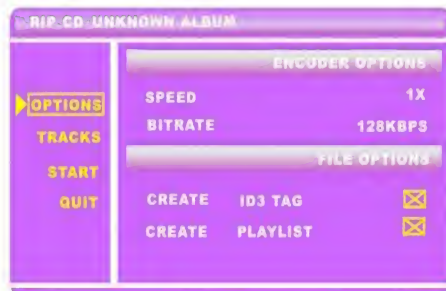 RIP CD-UNKNOWN ALBUM
ENCODER OPTIONS
OPTIONS
SPEED 1X
TRACKS
BITRATE 128KBPS
FILE OPTIONS
START
QUIT
CREATE ID3 TAG
CREATE PLAYLIST